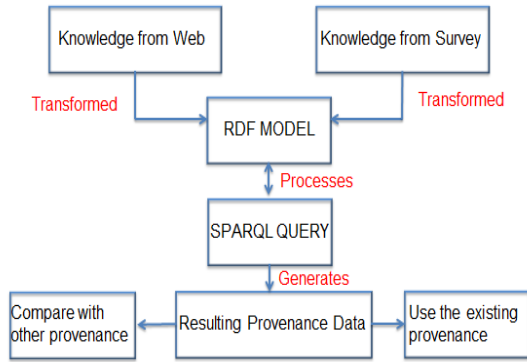 Knowledge from Web
Knowledge from Survey
Transformed
Transformed
RDF MODEL
Processes
SPARQL QUERY
Generates
Compare with
other provenance
Resulting Provenance Data
Use the existing
provenance